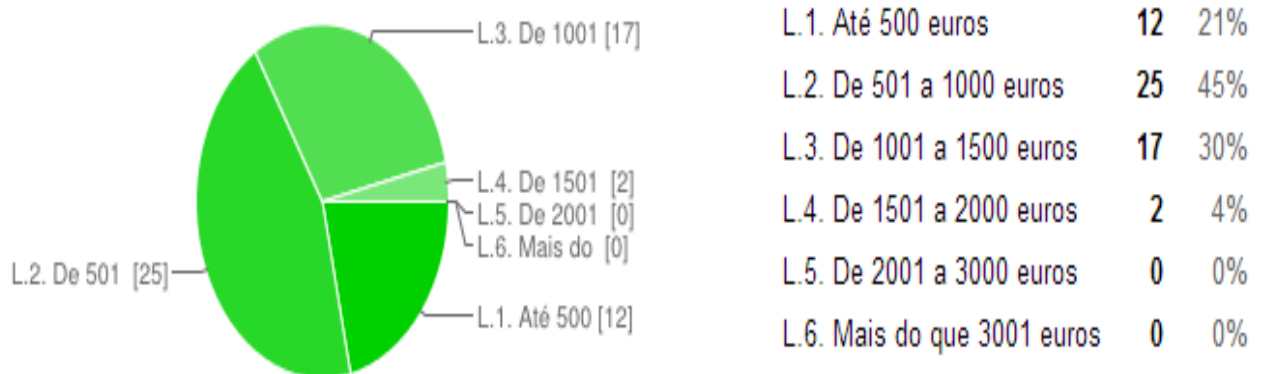 L.3. De 1001 [17]
L.4. De 1501 [2]
L.5. De 2001 [0]
L.6. Mais do [0]
L.2. De 501 [25]
L.1. Até 500 [12]
L.1. Até 500 euros 12 21%
L.2. De 501 a 1000 euros 25 45%
L.3. De 1001 a 1500 euros 17 30%
L.4. De 1501 a 2000 euros 2 4%
L.5. De 2001 a 3000 euros 0 0%
L.6. Mais do que 3001 euros 0 0%